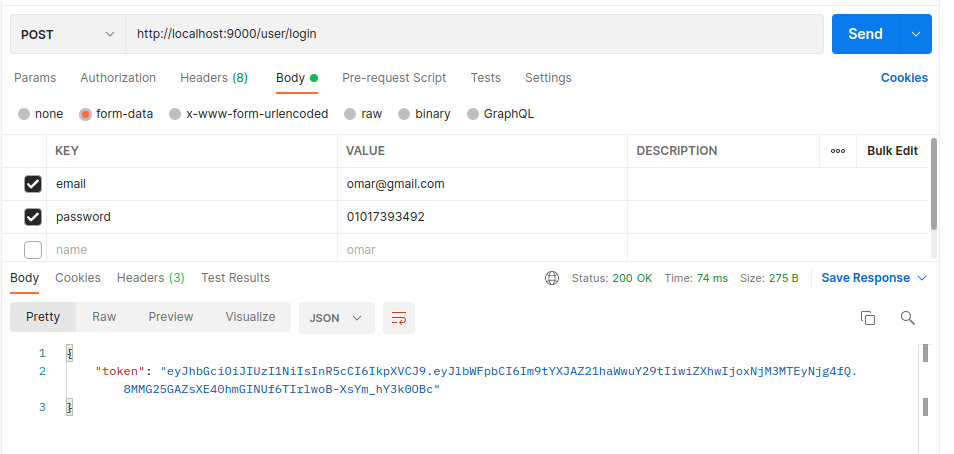 POST http://localhost:9000/user/login Send
Params Authorization Headers (8) Body Pre-request Script Tests Settings Cookies
none form-data x-www-form-urlencoded raw binary GraphQL
KEY VALUE DESCRIPTION ooo Bulk Edit
email omar@gmail.com
password 01017393492
name omar
Body Cookies Headers (3) Test Results Status: 200 OK Time: 74 ms Size: 275 B Save Response
Pretty Raw Preview Visualize JSON
1 {
2 "token": "eyJhbGciOiJIUzI1NiIsInR5cCI6IkpXVCJ9.eyJlbWFpbCI6Im9tYXJAZ21haWwuY29tIiwiZXhwIjoxNjM3MTEyNjg4fQ.
8MMG25GAZsXE40hmGINUf6TIrlwoB-XsYm_hY3k0OBc"
3 }